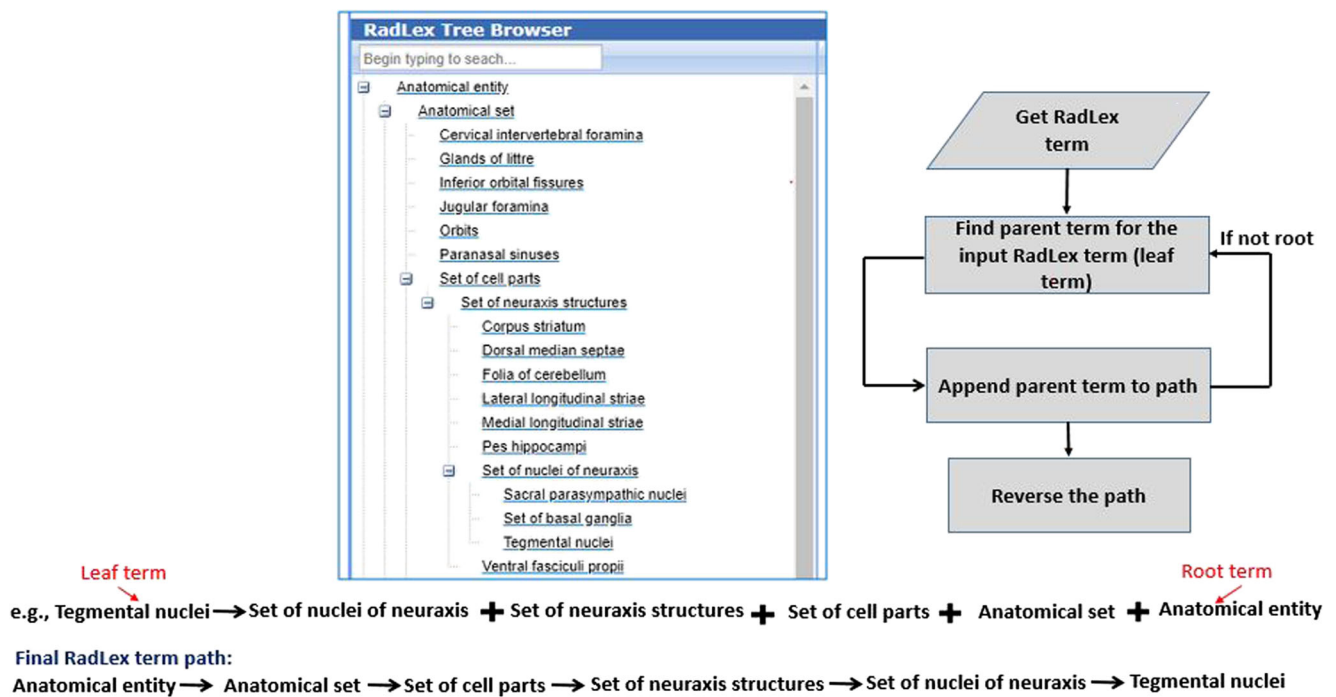 RadLex Tree Browser
Begin typing to seach...
Anatomical entity
Anatomical set
Cervical intervertebral foramina
Glands of littre
Inferior orbital fissures
Jugular foramina
Orbits
Paranasal sinuses
Set of cell parts
Set of neuraxis structures
Corpus striatum
Dorsal median septae
Folia of cerebellum
Lateral longitudinal striae
Medial longitudinal striae
Pes hippocampi
Set of nuclei of neuraxis
Sacral parasympathic nuclei
Set of basal ganglia
Tegmental nuclei
Ventral fasciculi propii
Get RadLex
term
Find parent term for the
input RadLex term (leaf
term)
If not root
Append parent term to path
Reverse the path
Leaf term
Root term
e.g., Tegmental nuclei → Set of nuclei of neuraxis + Set of neuraxis structures + Set of cell parts + Anatomical set + Anatomical entity
Final RadLex term path:
Anatomical entity → Anatomical set → Set of cell parts → Set of neuraxis structures → Set of nuclei of neuraxis → Tegmental nuclei